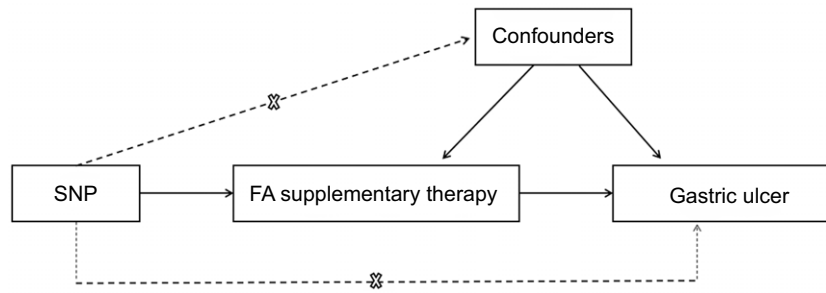 Confounders
X
SNP
FA supplementary therapy
Gastric ulcer
X